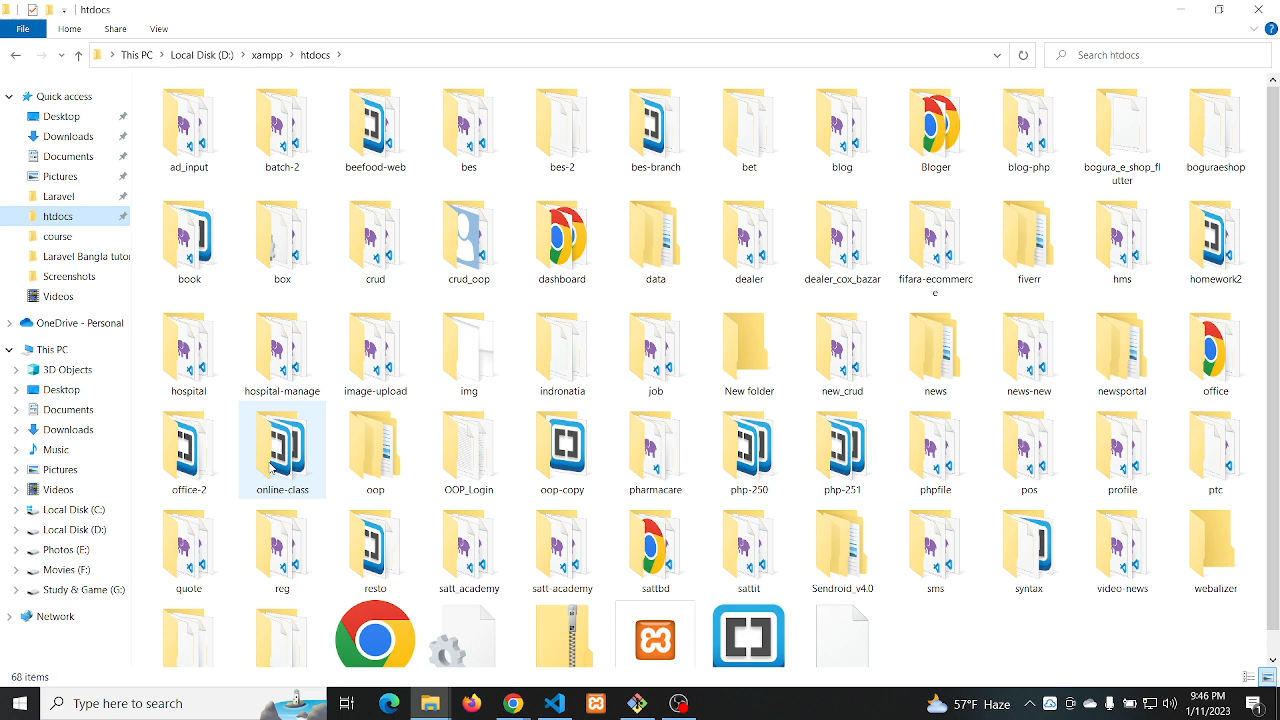 htdocs
File Home Share View
This PC Local Disk (D:) xampp htdocs
Search htdocs
Quick access
Desktop
Downloads
Documents
Pictures
Laravel
htdocs
course
Laravel Bangla tutor
Screenshots
Videos
OneDrive - Personal
This PC
3D Objects
Desktop
Documents
Downloads
Music
Pictures
Videos
Local Disk (C:)
Local Disk (D:)
Photos (E:)
Movies (F:)
Study & Game (G:)
Network
ad_input batch-2 beefood-web bes bes-2 bes-branch bet blog Bloger blog-php bogura_e_shop_fl boguraeshop
utter
book box crud crud_oop dashboard data dealer dealer_cox_bazar fifara-ecommerc fiverr hms homework2
e
hospital hospital-manage image-upload img indronatia job New folder new_crud news news-new newsportal office
office-2 online-class oop OOP_Login oop-copy pharmacare php-250 php-251 phpfile pos profile ptc
quote reg resto satt_academy satt-academy sattbd sattit Sendroid_v4.0 sms syntax video-news webalizer
68 items
Type here to search
57°F Haze
9:46 PM
1/11/2023